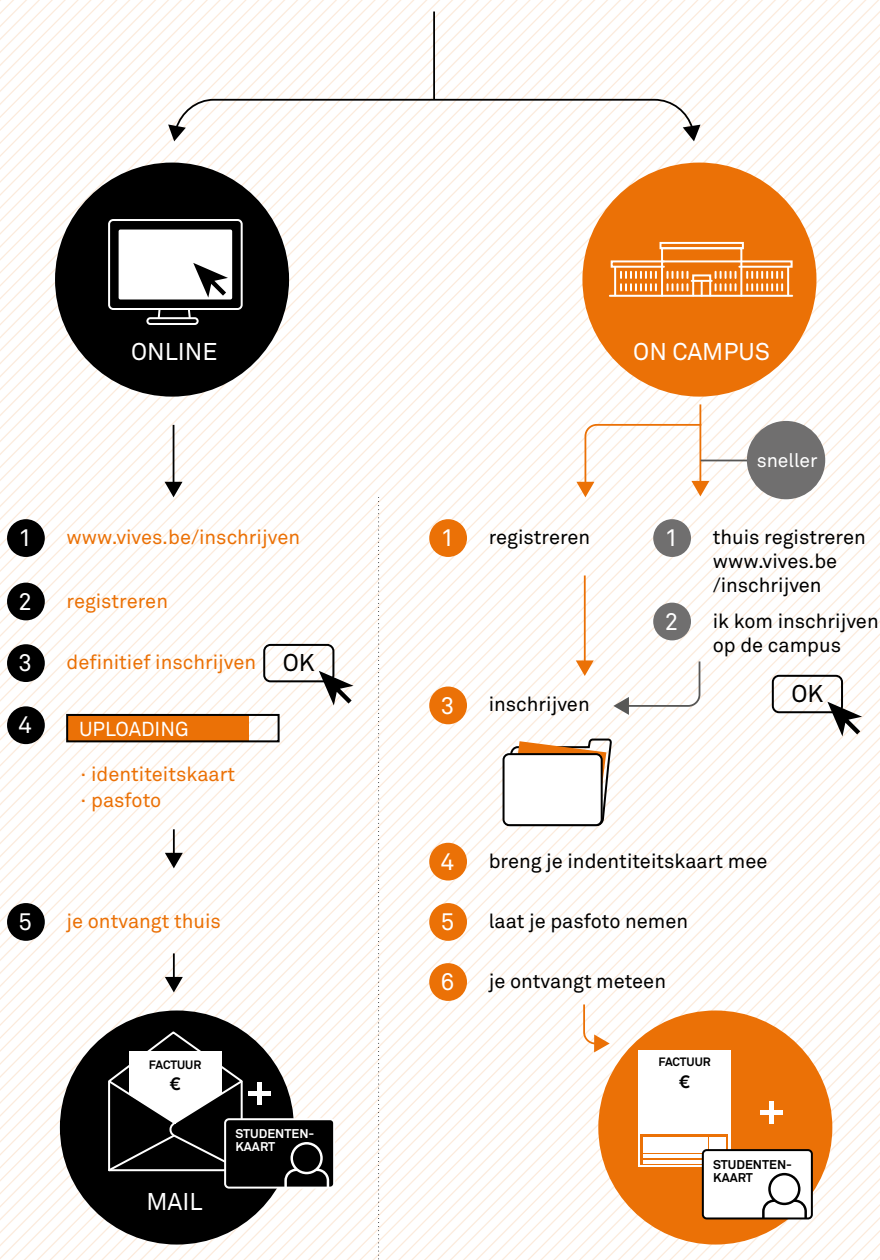 ONLINE
1 www.vives.be/inschrijven
2 registreren
3 definitief inschrijven OK
4 UPLOADING
· identiteitskaart
· pasfoto
5 je ontvangt thuis
FACTUUR
€
+
STUDENTEN-
KAART
MAIL
ON CAMPUS
sneller
1 registreren
1 thuis registreren
www.vives.be
/inschrijven
2 ik kom inschrijven
op de campus
OK
3 inschrijven
4 breng je indentiteitskaart mee
5 laat je pasfoto nemen
6 je ontvangt meteen
FACTUUR
€
+
STUDENTEN-
KAART